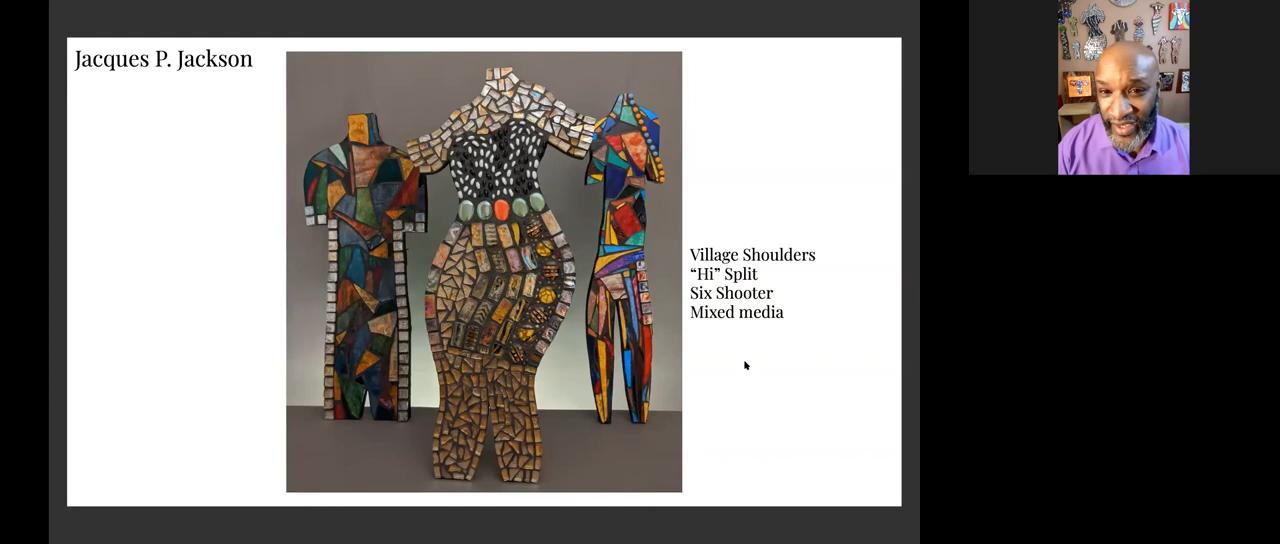 Jacques P. Jackson
Village Shoulders
“Hi” Split
Six Shooter
Mixed media